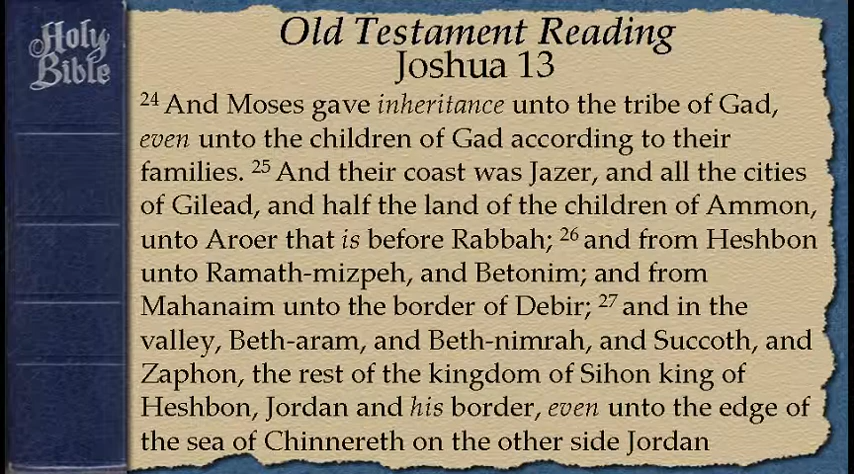 Holy
Bible
Old Testament Reading
Joshua 13
24 And Moses gave inheritance unto the tribe of Gad,
even unto the children of Gad according to their
families. 25 And their coast was Jazer, and all the cities
of Gilead, and half the land of the children of Ammon,
unto Aroer that is before Rabbah; 26 and from Heshbon
unto Ramath-mizpeh, and Betonim; and from
Mahanaim unto the border of Debir; 27 and in the
valley, Beth-aram, and Beth-nimrah, and Succoth, and
Zaphon, the rest of the kingdom of Sihon king of
Heshbon, Jordan and his border, even unto the edge of
the sea of Chinnereth on the other side Jordan